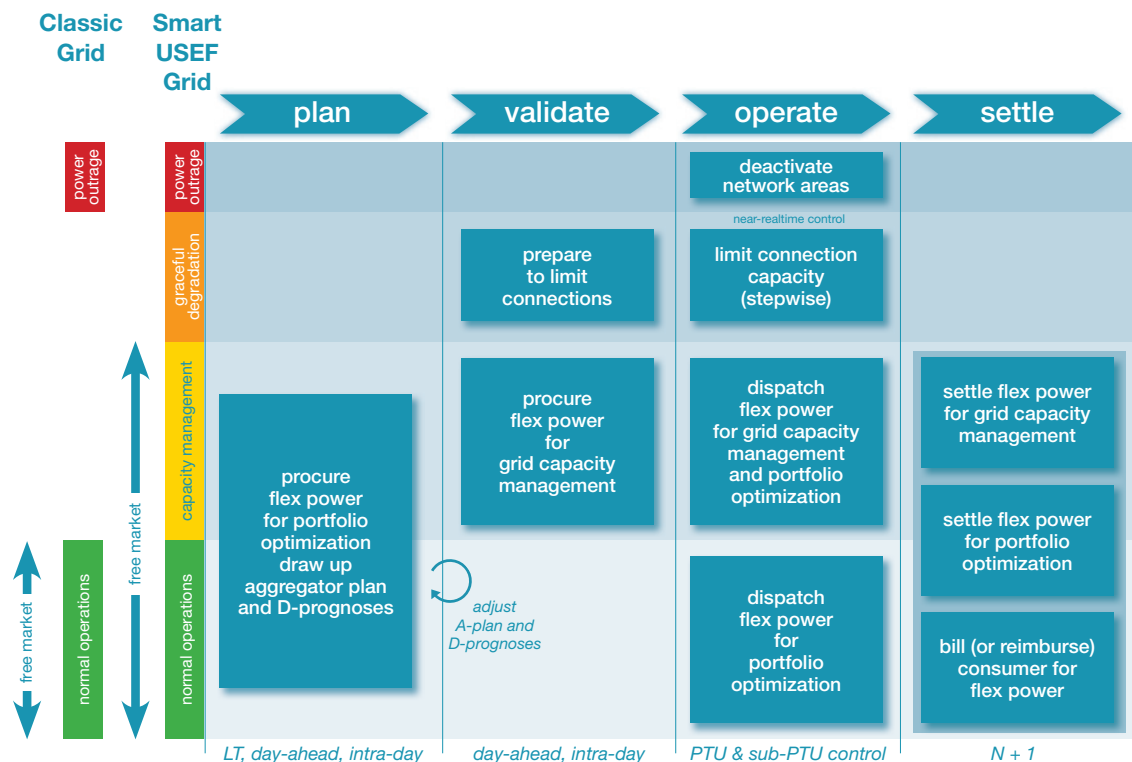 Classic
Grid
Smart
USEF
Grid
plan
validate
operate
settle
power
outrage
power
outrage
deactivate
network areas
near-realtime control
graceful
degradation
prepare
to limit
connections
limit connection
capacity
(stepwise)
free market
capacity management
procure
flex power
for portfolio
optimization
draw up
aggregator plan
and D-prognoses
procure
flex power
for
grid capacity
management
dispatch
flex power
for grid capacity
management
and portfolio
optimization
settle flex power
for grid capacity
management
settle flex power
for portfolio
optimization
free market
normal operations
normal operations
adjust
A-plan and
D-prognoses
dispatch
flex power
for
portfolio
optimization
bill (or reimburse)
consumer for
flex power
LT, day-ahead, intra-day
day-ahead, intra-day
PTU & sub-PTU control
N + 1